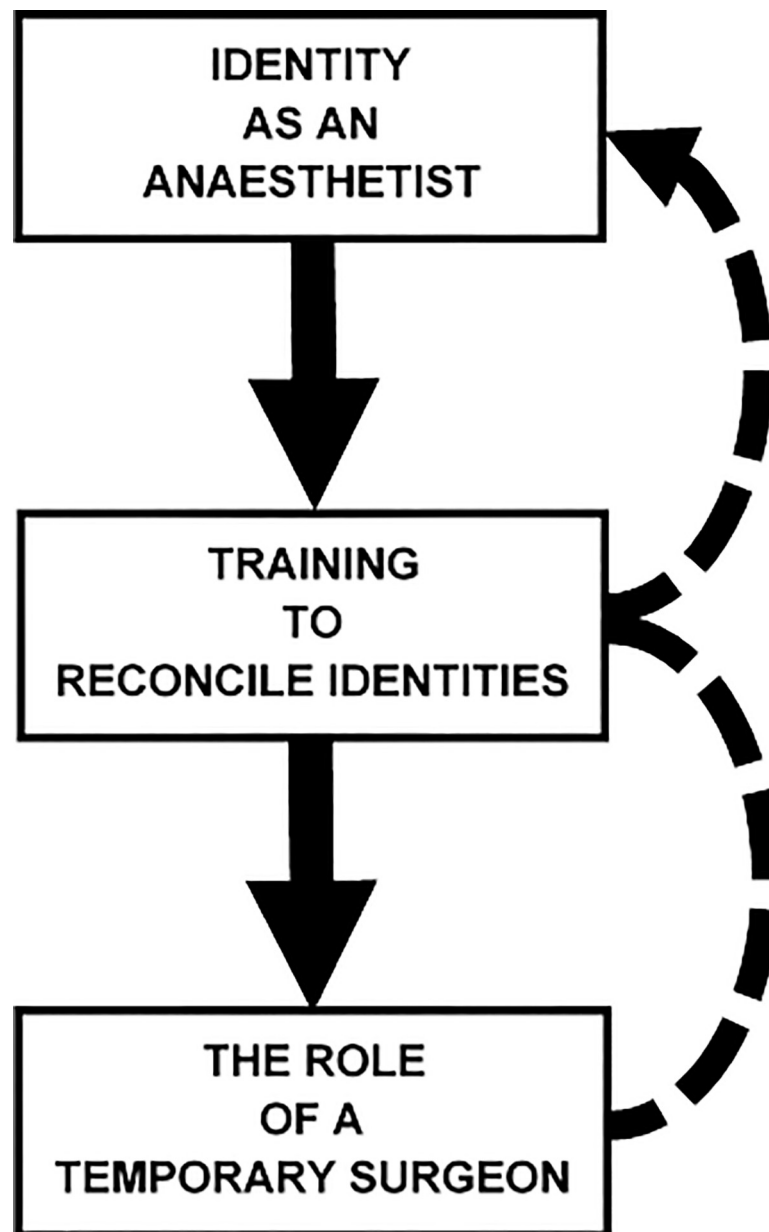 IDENTITY
AS AN
ANAESTHETIST
TRAINING
TO
RECONCILE IDENTITIES
THE ROLE
OF A
TEMPORARY SURGEON